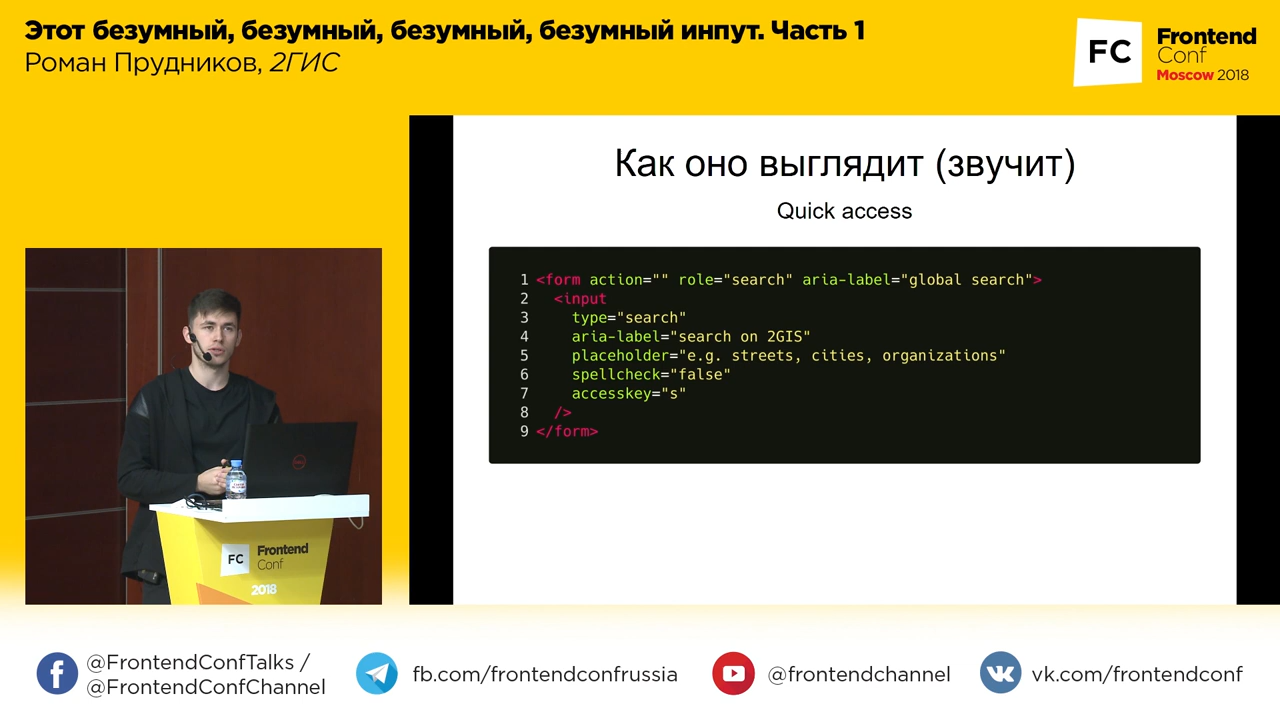 Этот безумный, безумный, безумный, безумный инпут. Часть 1
Роман Прудников, 2ГИС
FC
Frontend
Conf
Moscow 2018
Как оно выглядит (звучит)
Quick access
1 <form action="" role="search" aria-label="global search">
2 <input
3 type="search"
4 aria-label="search on 2GIS"
5 placeholder="e.g. streets, cities, organizations"
6 spellcheck="false"
7 accesskey="s"
8 />
9 </form>
FC
Frontend
Conf
2018
@FrontendConfTalks /
@FrontendConfChannel
fb.com/frontendconfrussia
@frontendchannel
vk.com/frontendconf